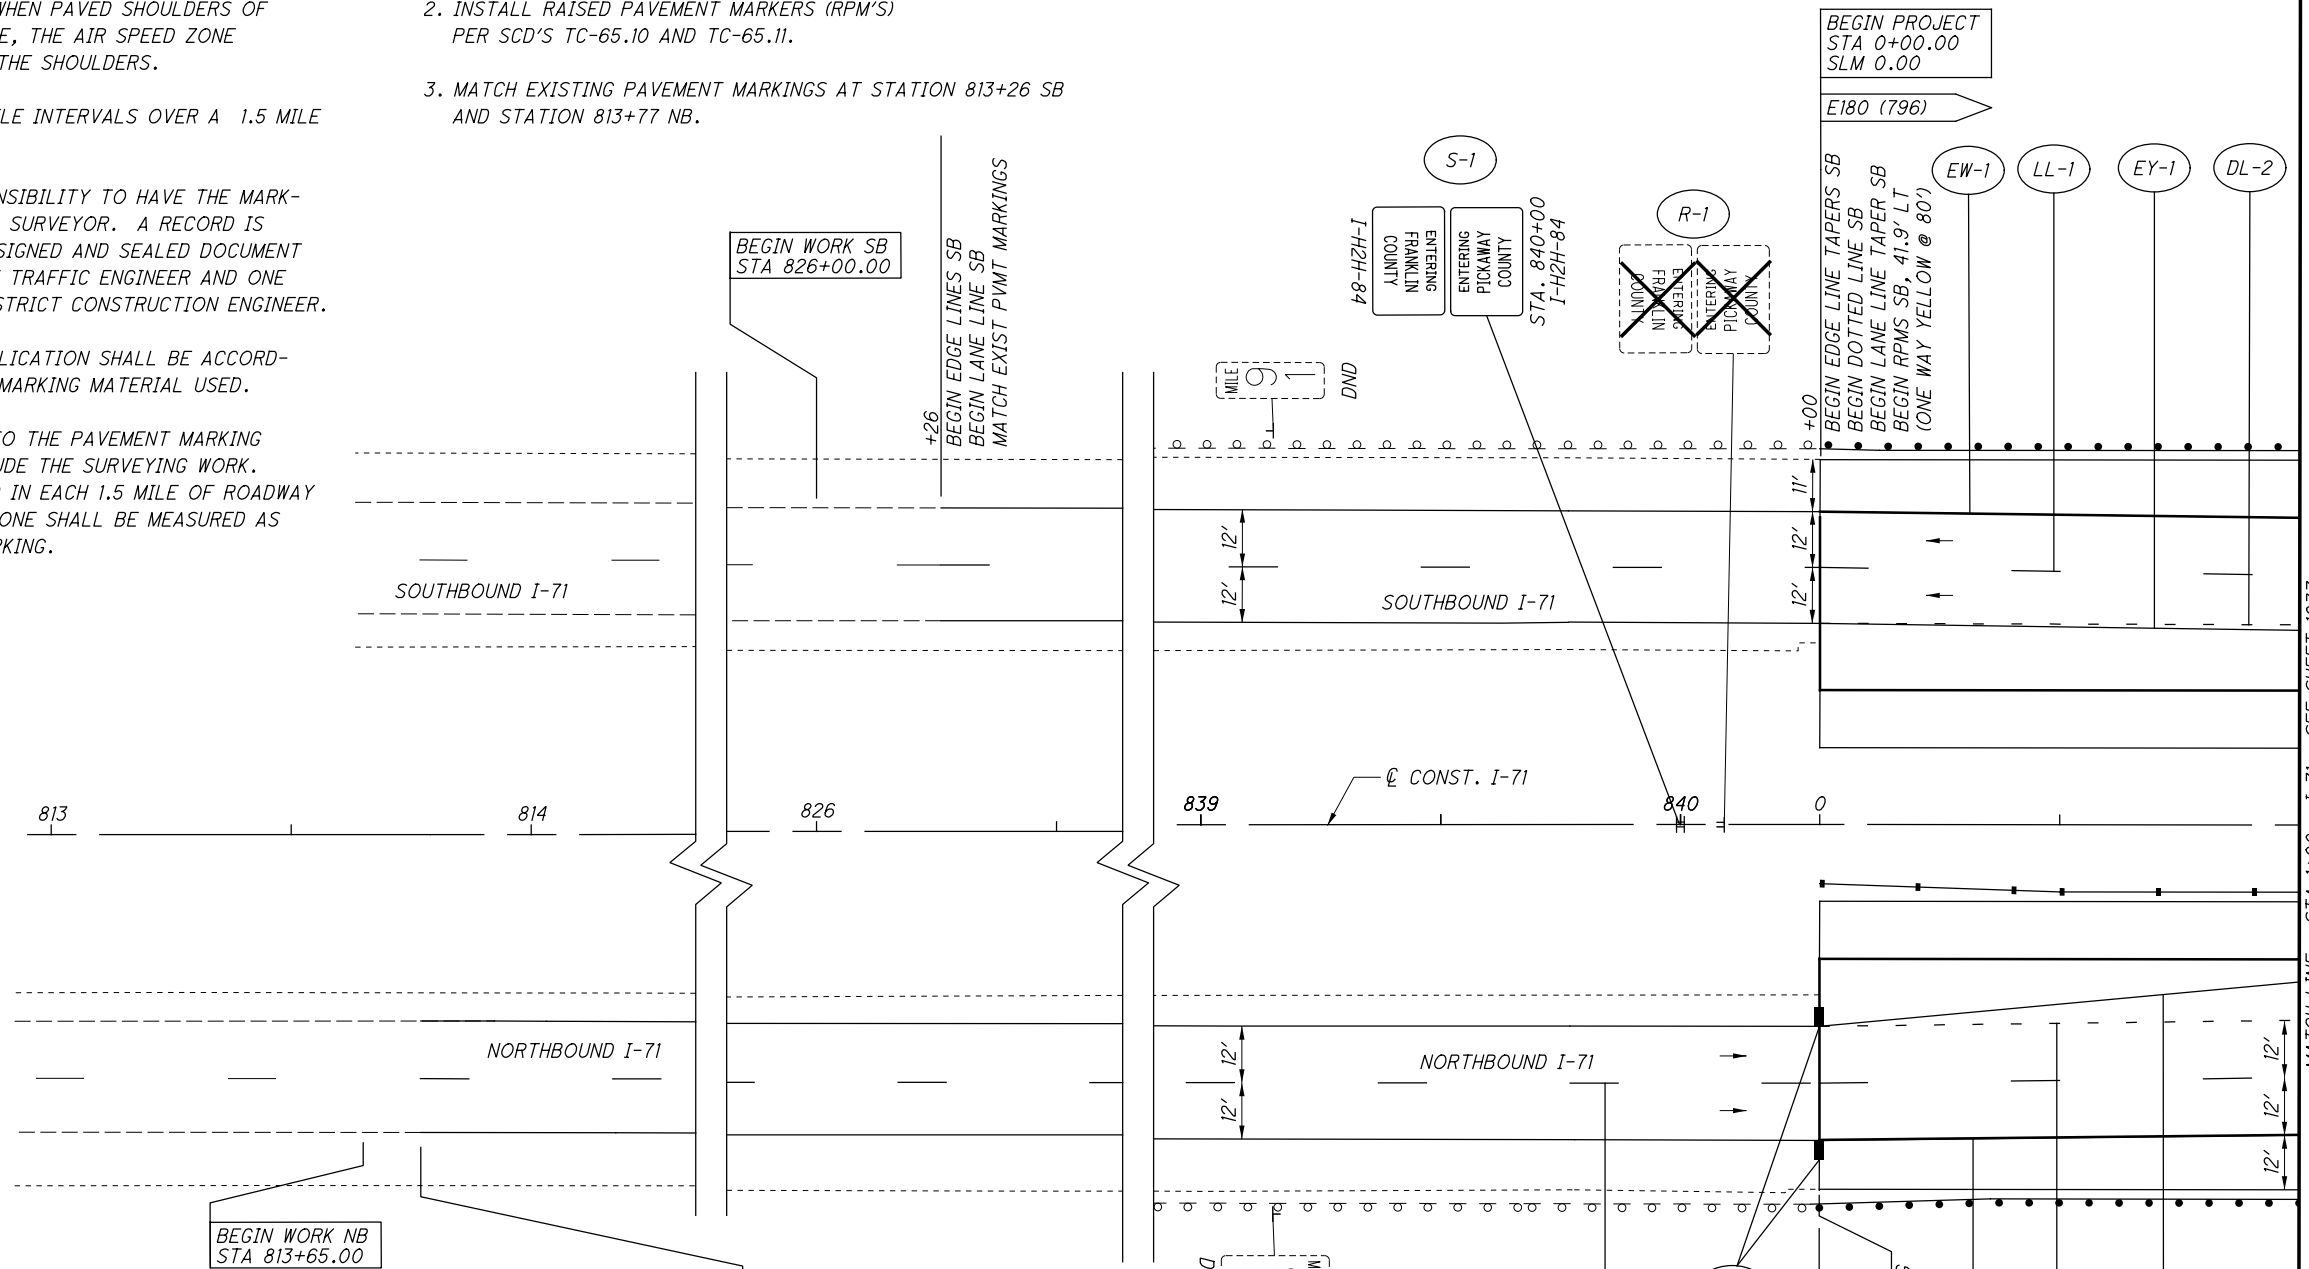 WHEN PAVED SHOULDERS OF
E, THE AIR SPEED ZONE
THE SHOULDERS.
LE INTERVALS OVER A 1.5 MILE
NSIBILITY TO HAVE THE MARK-
SURVEYOR. A RECORD IS
SIGNED AND SEALED DOCUMENT
TRAFFIC ENGINEER AND ONE
STRICT CONSTRUCTION ENGINEER.
LICATION SHALL BE ACCORD-
MARKING MATERIAL USED.
TO THE PAVEMENT MARKING
UDE THE SURVEYING WORK.
IN EACH 1.5 MILE OF ROADWAY
ONE SHALL BE MEASURED AS
RKING.
2. INSTALL RAISED PAVEMENT MARKERS (RPM'S)
PER SCD'S TC-65.10 AND TC-65.11.
3. MATCH EXISTING PAVEMENT MARKINGS AT STATION 813+26 SB
AND STATION 813+77 NB.
BEGIN PROJECT
STA 0+00.00
SLM 0.00
E180 (796)
BEGIN WORK SB
STA 826+00.00
+26
BEGIN EDGE LINES SB
BEGIN LANE LINE SB
MATCH EXIST PVMT MARKINGS
S-1
I-H2H-84
ENTERING
FRANKLIN
COUNTY
ENTERING
PICKAWAY
COUNTY
STA. 840+00
I-H2H-84
R-1
ENTERING
FRANKLIN
COUNTY
ENTERING
PICKAWAY
COUNTY
MILE
91
DND
+00
BEGIN EDGE LINE TAPERS SB
BEGIN DOTTED LINE SB
BEGIN LANE LINE TAPER SB
BEGIN RPMS SB, 41.9' LT
(ONE WAY YELLOW @ 80')
EW-1
LL-1
EY-1
DL-2
11'
12'
12'
12'
12'
SOUTHBOUND I-71
SOUTHBOUND I-71
℄ CONST. I-71
813
814
826
839
840
0
NORTHBOUND I-71
NORTHBOUND I-71
12'
12'
12'
12'
12'
BEGIN WORK NB
STA 813+65.00